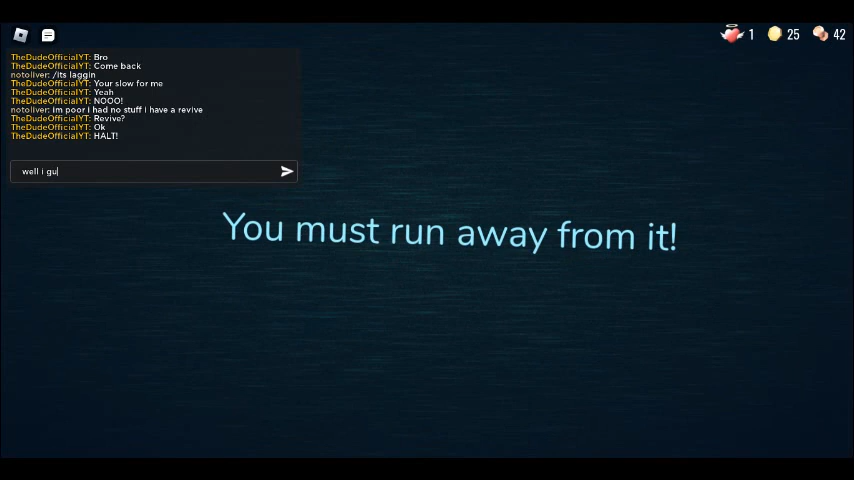 1 25 42
TheDudeOfficialYT: Bro
TheDudeOfficialYT: Come back
notoliver: /its laggin
TheDudeOfficialYT: Your slow for me
TheDudeOfficialYT: Yeah
TheDudeOfficialYT: NOOO!
notoliver: im poor i had no stuff i have a revive
TheDudeOfficialYT: Revive?
TheDudeOfficialYT: Ok
TheDudeOfficialYT: HALT!
well i gu
You must run away from it!